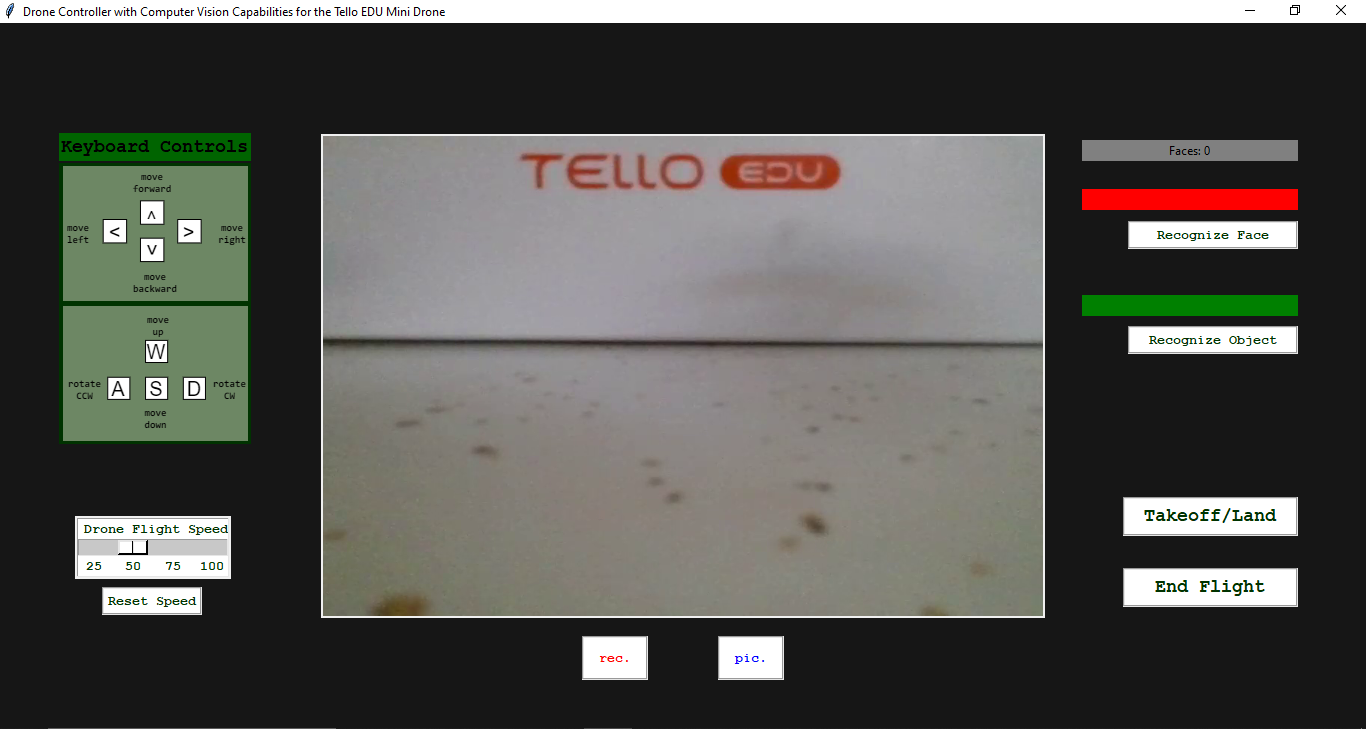 Drone Controller with Computer Vision Capabilities for the Tello EDU Mini Drone
Keyboard Controls
move
forward
^
move
left
<
>
move
right
v
move
backward
move
up
W
rotate
CCW
A
S
D
rotate
CW
move
down
Drone Flight Speed
25 50 75 100
Reset Speed
TELLO EDU
rec.
pic.
Faces: 0
Recognize Face
Recognize Object
Takeoff/Land
End Flight